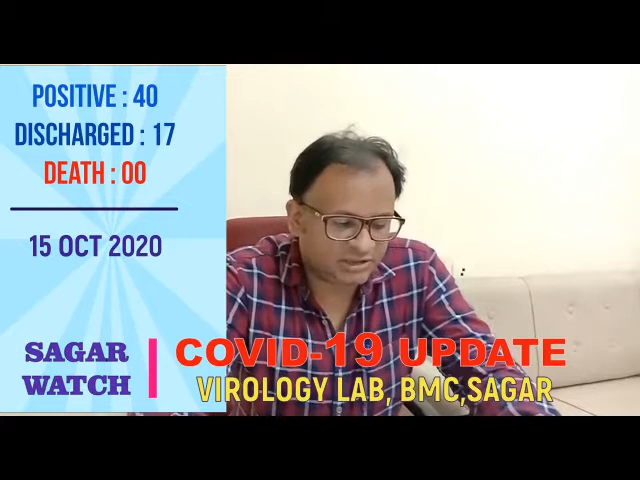 POSITIVE : 40
DISCHARGED : 17
DEATH : 00
15 OCT 2020
SAGAR
WATCH
COVID-19 UPDATE
VIROLOGY LAB, BMC,SAGAR